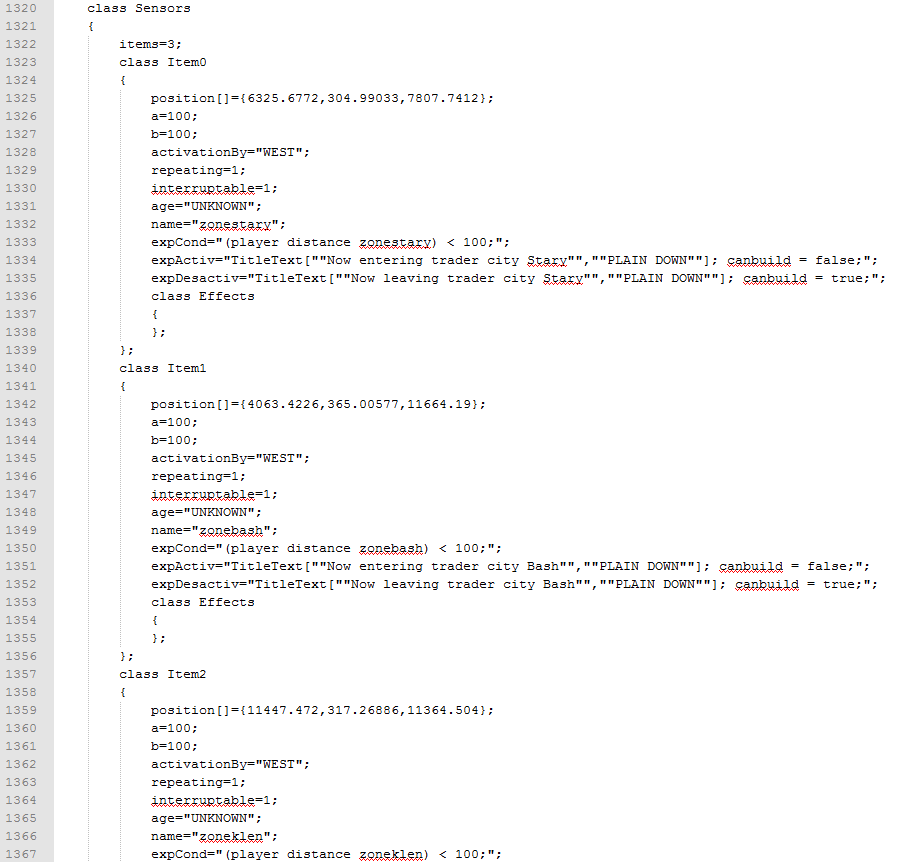 1320 class Sensors
1321 {
1322 items=3;
1323 class Item0
1324 {
1325 position[]={6325.6772,304.99033,7807.7412};
1326 a=100;
1327 b=100;
1328 activationBy="WEST";
1329 repeating=1;
1330 interruptable=1;
1331 age="UNKNOWN";
1332 name="zonestary";
1333 expCond="(player distance zonestary) < 100;";
1334 expActiv="TitleText[""Now entering trader city Stary"",""PLAIN DOWN""]; canbuild = false;";
1335 expDesactiv="TitleText[""Now leaving trader city Stary"",""PLAIN DOWN""]; canbuild = true;";
1336 class Effects
1337 {
1338 };
1339 };
1340 class Item1
1341 {
1342 position[]={4063.4226,365.00577,11664.19};
1343 a=100;
1344 b=100;
1345 activationBy="WEST";
1346 repeating=1;
1347 interruptable=1;
1348 age="UNKNOWN";
1349 name="zonebash";
1350 expCond="(player distance zonebash) < 100;";
1351 expActiv="TitleText[""Now entering trader city Bash"",""PLAIN DOWN""]; canbuild = false;";
1352 expDesactiv="TitleText[""Now leaving trader city Bash"",""PLAIN DOWN""]; canbuild = true;";
1353 class Effects
1354 {
1355 };
1356 };
1357 class Item2
1358 {
1359 position[]={11447.472,317.26886,11364.504};
1360 a=100;
1361 b=100;
1362 activationBy="WEST";
1363 repeating=1;
1364 interruptable=1;
1365 age="UNKNOWN";
1366 name="zoneklen";
1367 expCond="(player distance zoneklen) < 100;";